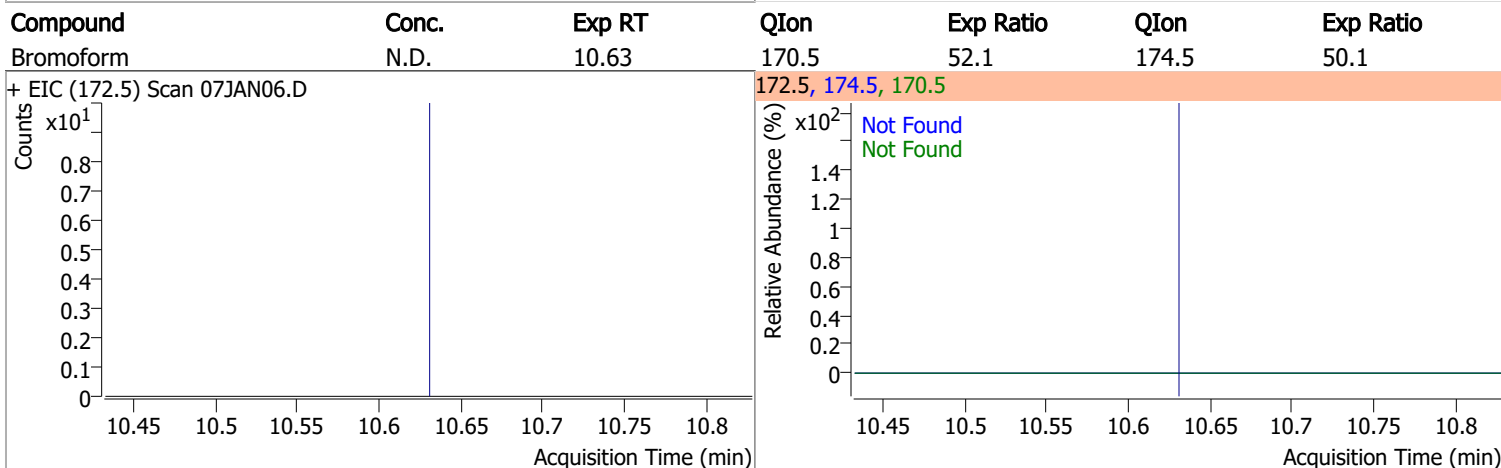 Compound Conc. Exp RT QIon Exp Ratio QIon Exp Ratio
Bromoform N.D. 10.63 170.5 52.1 174.5 50.1
+ EIC (172.5) Scan 07JAN06.D
Counts
x10¹
0.8
0.7
0.6
0.5
0.4
0.3
0.2
0.1
0
10.45 10.5 10.55 10.6 10.65 10.7 10.75 10.8
Acquisition Time (min)
172.5, 174.5, 170.5
Relative Abundance (%)
x10²
Not Found
Not Found
1.4
1.2
1
0.8
0.6
0.4
0.2
0
10.45 10.5 10.55 10.6 10.65 10.7 10.75 10.8
Acquisition Time (min)